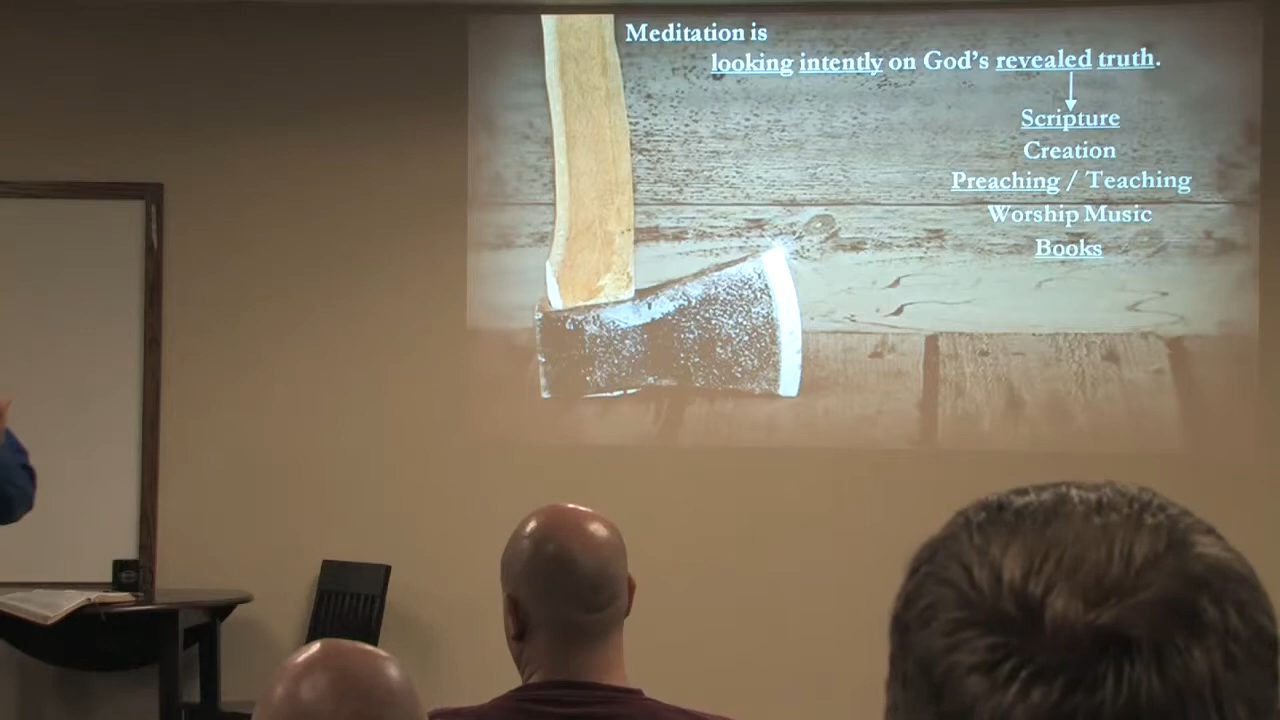 Meditation is
looking intently on God's revealed truth.
Scripture
Creation
Preaching / Teaching
Worship Music
Books